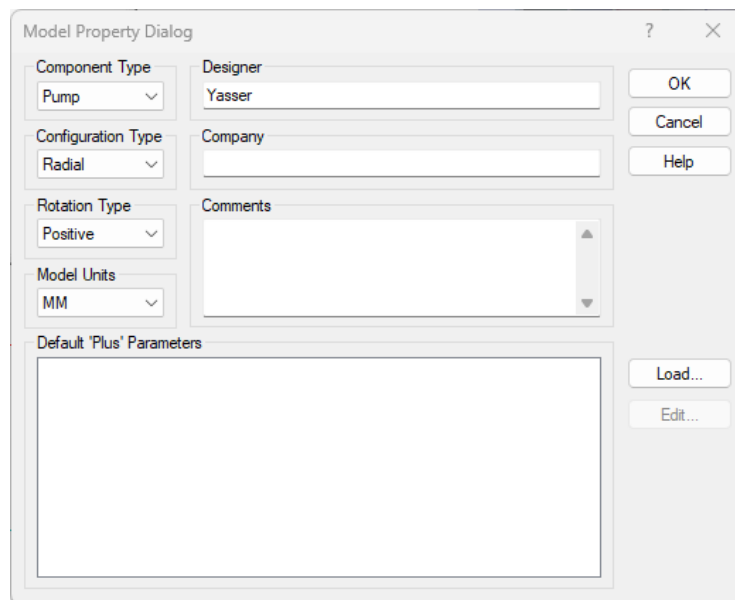 Model Property Dialog
?
Component Type
Pump
Designer
Yasser
OK
Cancel
Help
Configuration Type
Radial
Company
Rotation Type
Positive
Comments
Model Units
MM
Default 'Plus' Parameters
Load...
Edit...